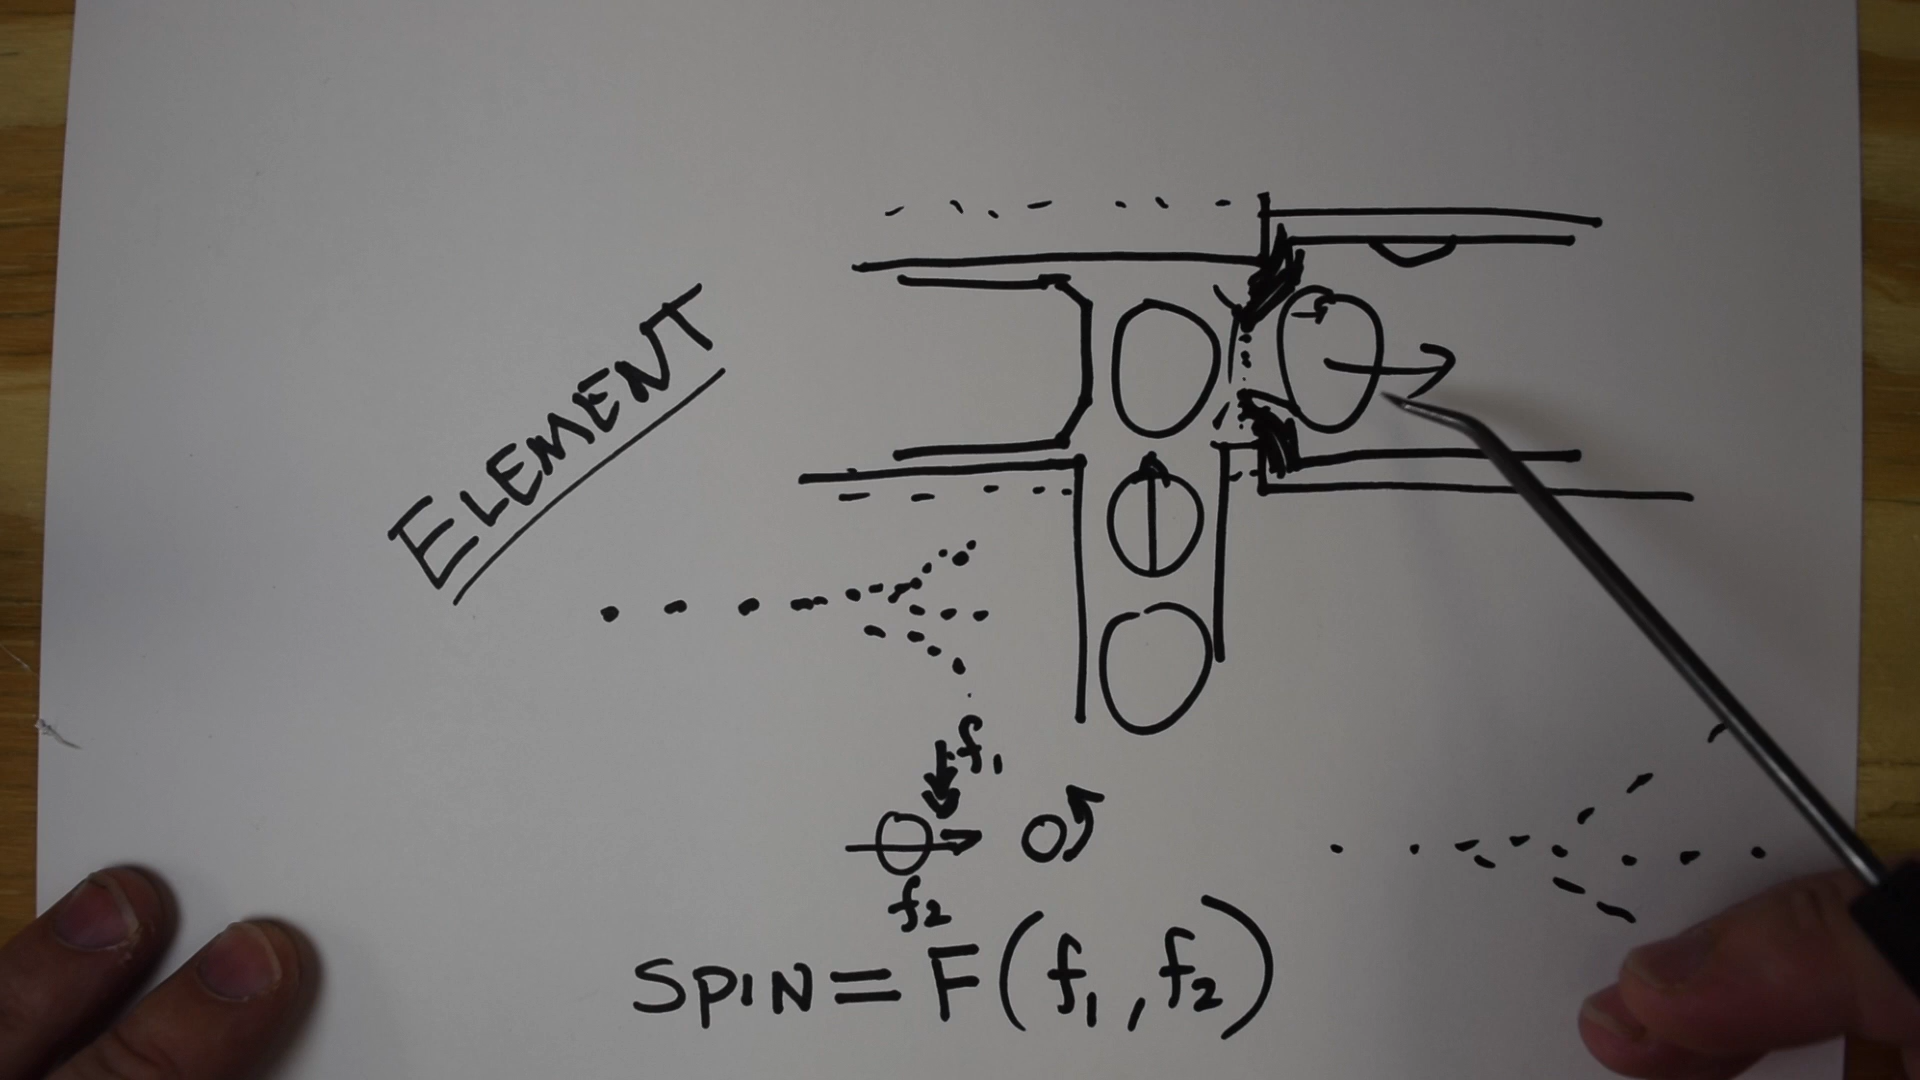 ELEMENT
f1
f2
SPIN = F(f1, f2)